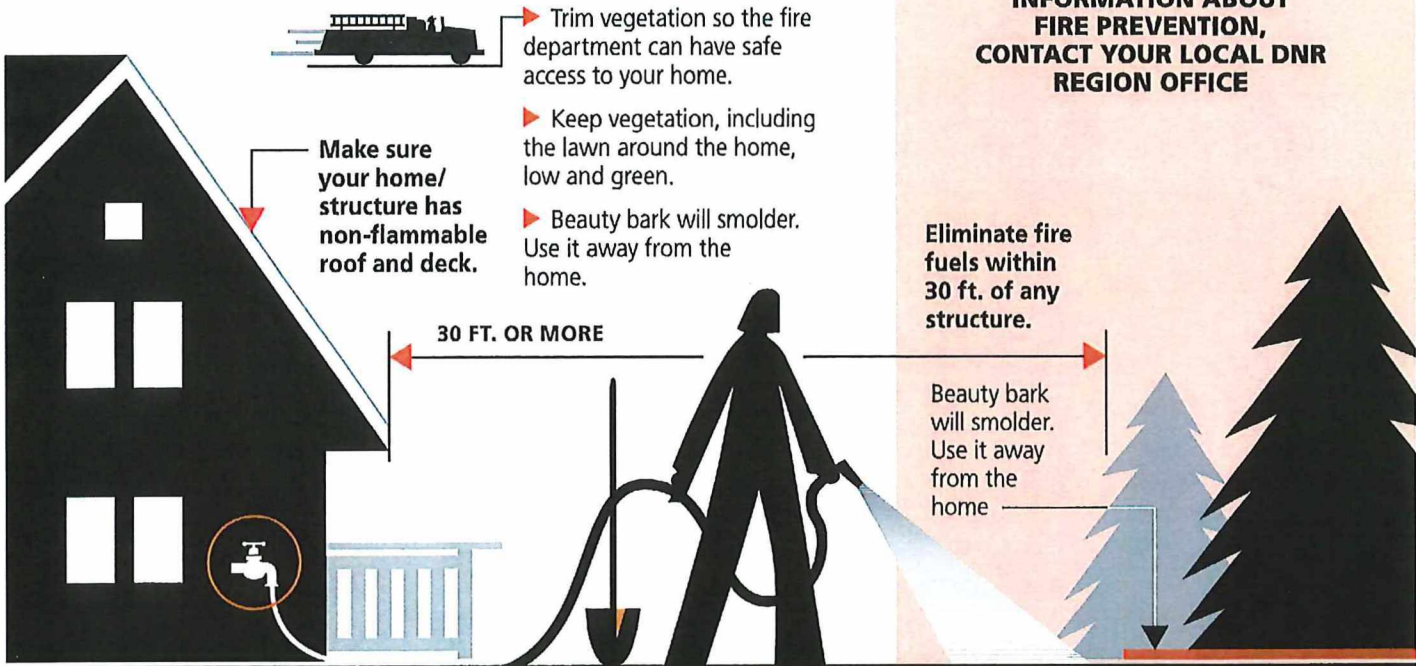 ▶ Trim vegetation so the fire
department can have safe
access to your home.
▶ Keep vegetation, including
the lawn around the home,
low and green.
▶ Beauty bark will smolder.
Use it away from the
home.
Make sure
your home/
structure has
non-flammable
roof and deck.
30 FT. OR MORE
INFORMATION ABOUT
FIRE PREVENTION,
CONTACT YOUR LOCAL DNR
REGION OFFICE
Eliminate fire
fuels within
30 ft. of any
structure.
Beauty bark
will smolder.
Use it away
from the
home